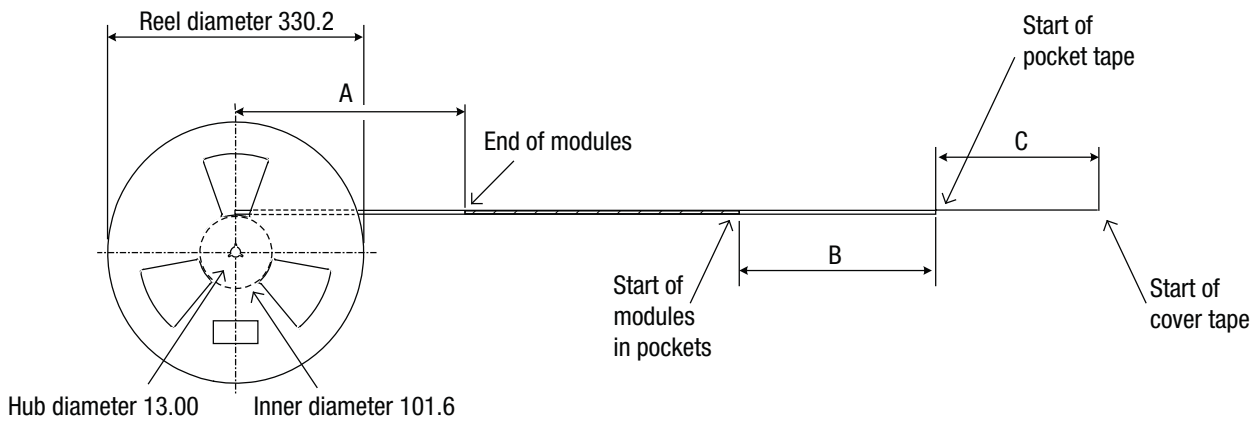 Reel diameter 330.2
A
End of modules
Start of
pocket tape
C
B
Start of
modules
in pockets
Start of
cover tape
Hub diameter 13.00
Inner diameter 101.6